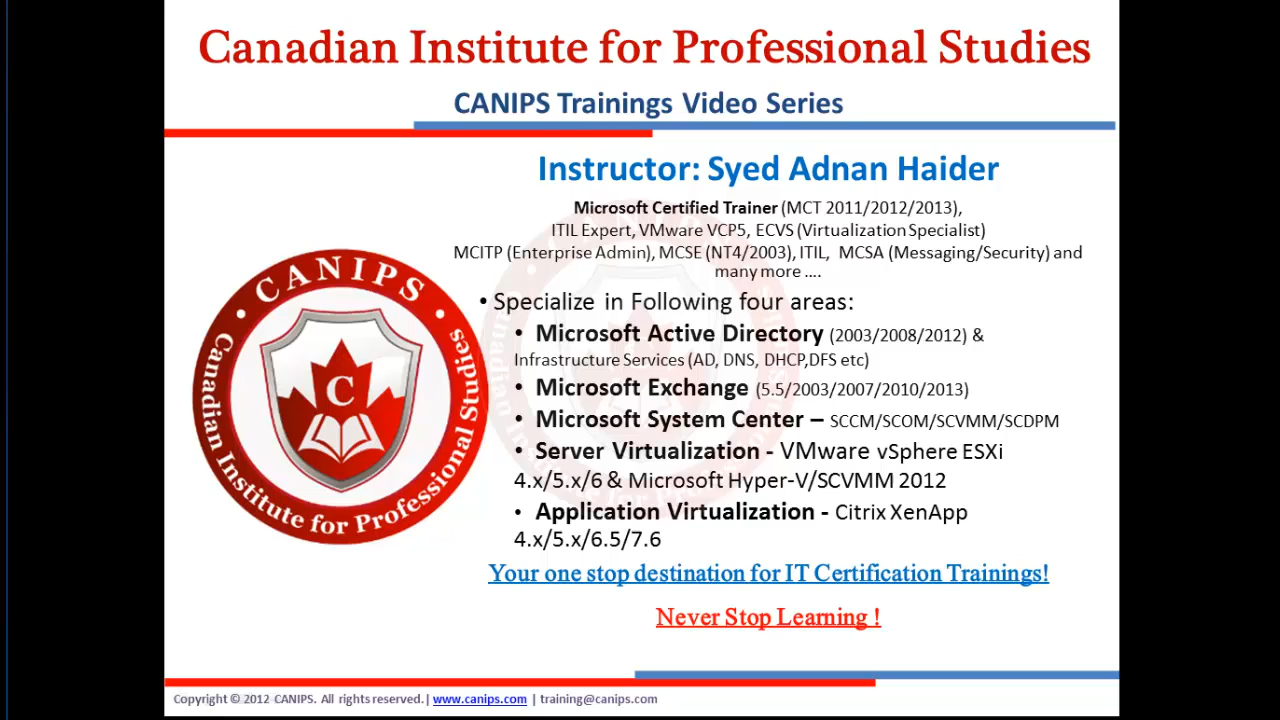 Canadian Institute for Professional Studies
CANIPS Trainings Video Series
Instructor: Syed Adnan Haider
Microsoft Certified Trainer (MCT 2011/2012/2013),
ITIL Expert, VMware VCP5, ECVS (Virtualization Specialist)
MCITP (Enterprise Admin), MCSE (NT4/2003), ITIL, MCSA (Messaging/Security) and
many more ....
CANIPS
C
Canadian Institute for Professional Studies
• Specialize in Following four areas:
• Microsoft Active Directory (2003/2008/2012) &
Infrastructure Services (AD, DNS, DHCP,DFS etc)
• Microsoft Exchange (5.5/2003/2007/2010/2013)
• Microsoft System Center – SCCM/SCOM/SCVMM/SCDPM
• Server Virtualization - VMware vSphere ESXi
4.x/5.x/6 & Microsoft Hyper-V/SCVMM 2012
• Application Virtualization - Citrix XenApp
4.x/5.x/6.5/7.6
Your one stop destination for IT Certification Trainings!
Never Stop Learning !
Copyright © 2012 CANIPS. All rights reserved.| www.canips.com | training@canips.com